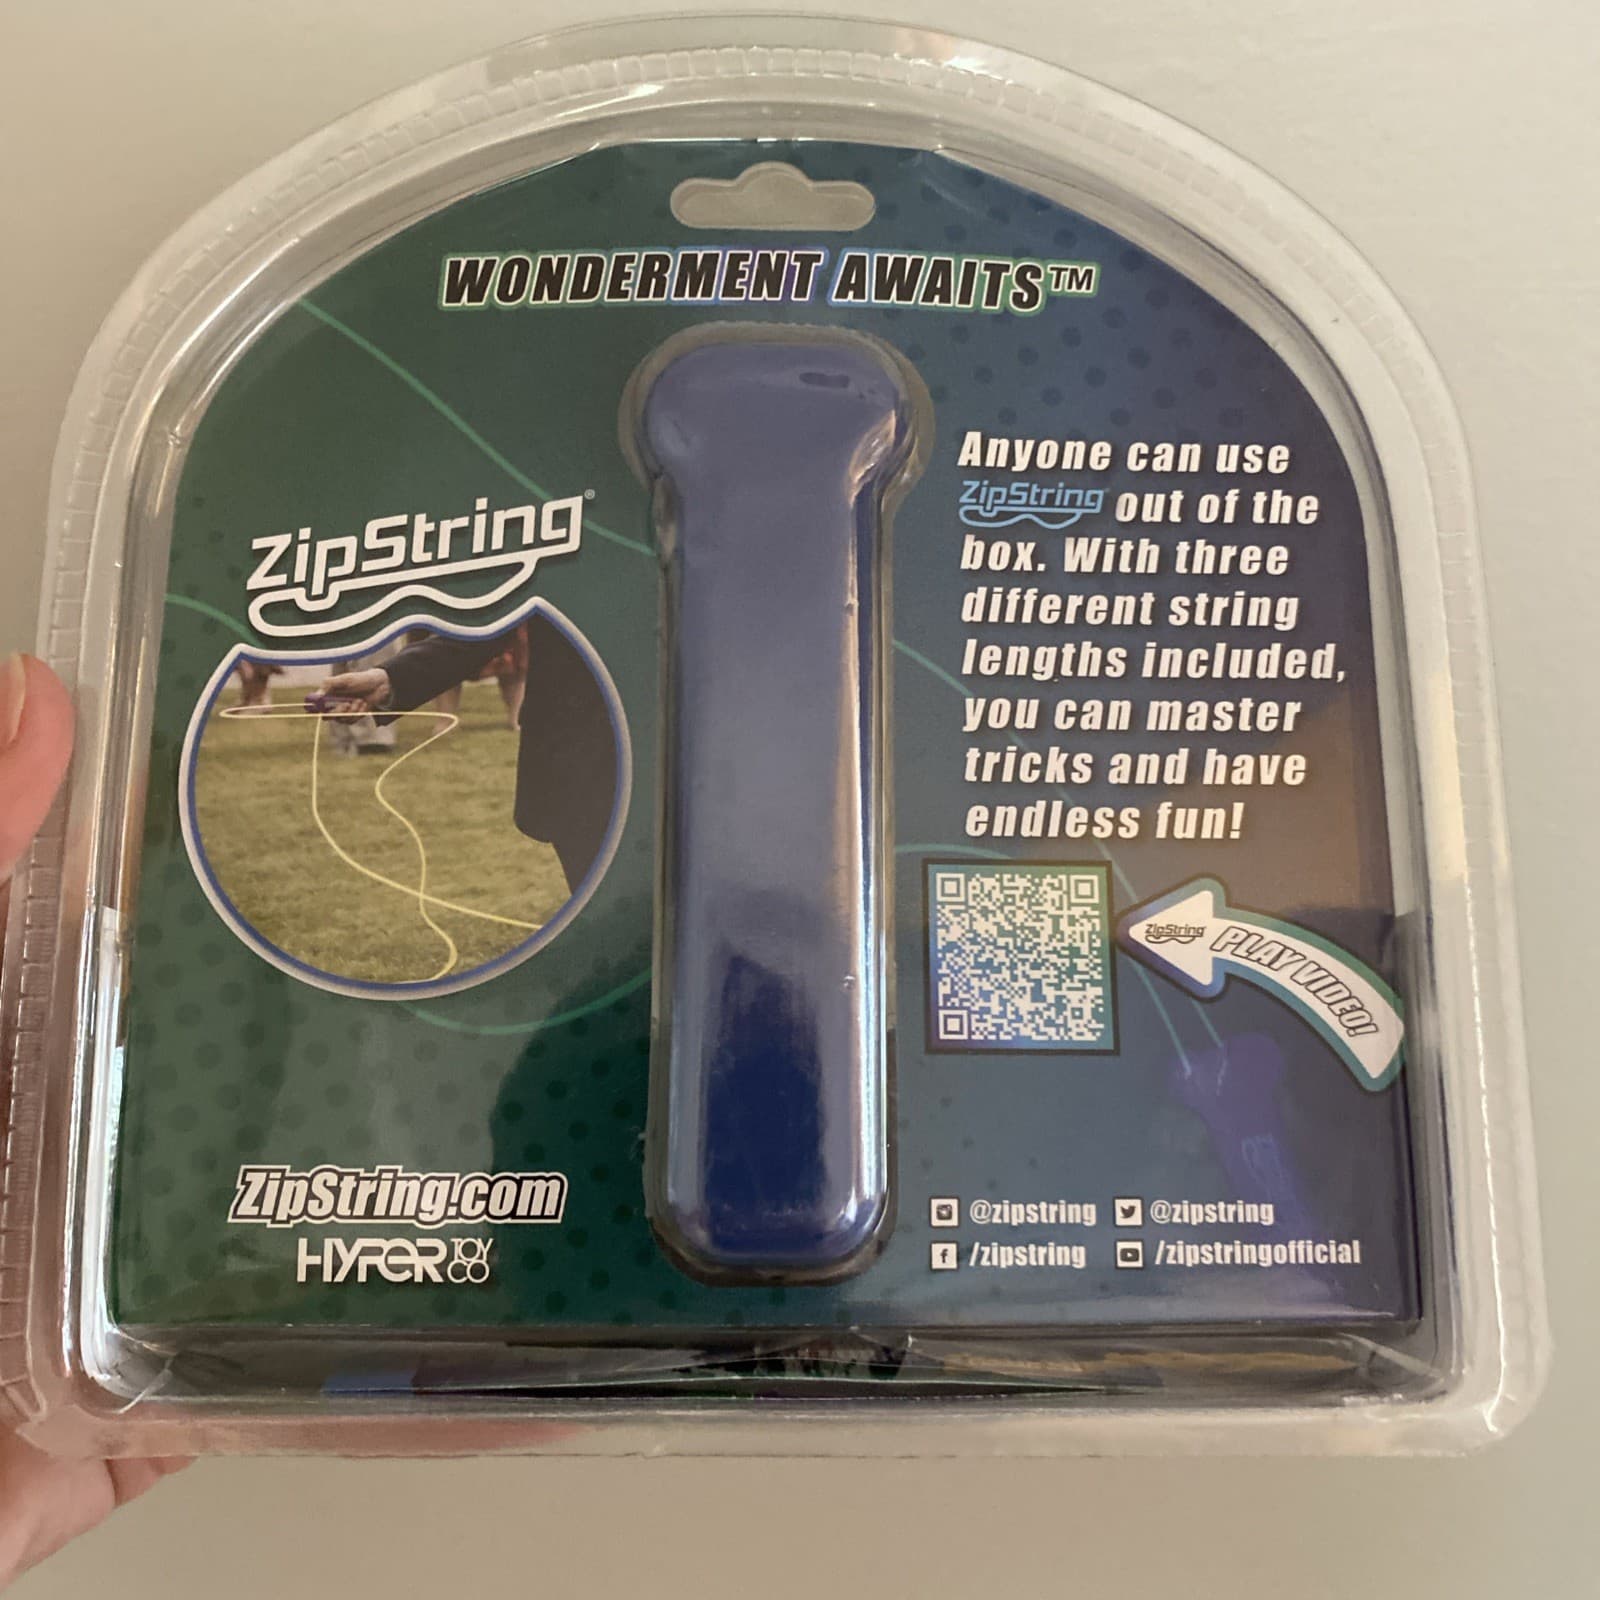 WONDERMENT AWAITS™
ZipString®
Anyone can use
ZipString out of the
box. With three
different string
lengths included,
you can master
tricks and have
endless fun!
ZipString PLAY VIDEO!
ZipString.com
HYPER TOY CO
@zipstring @zipstring
/zipstring /zipstringofficial